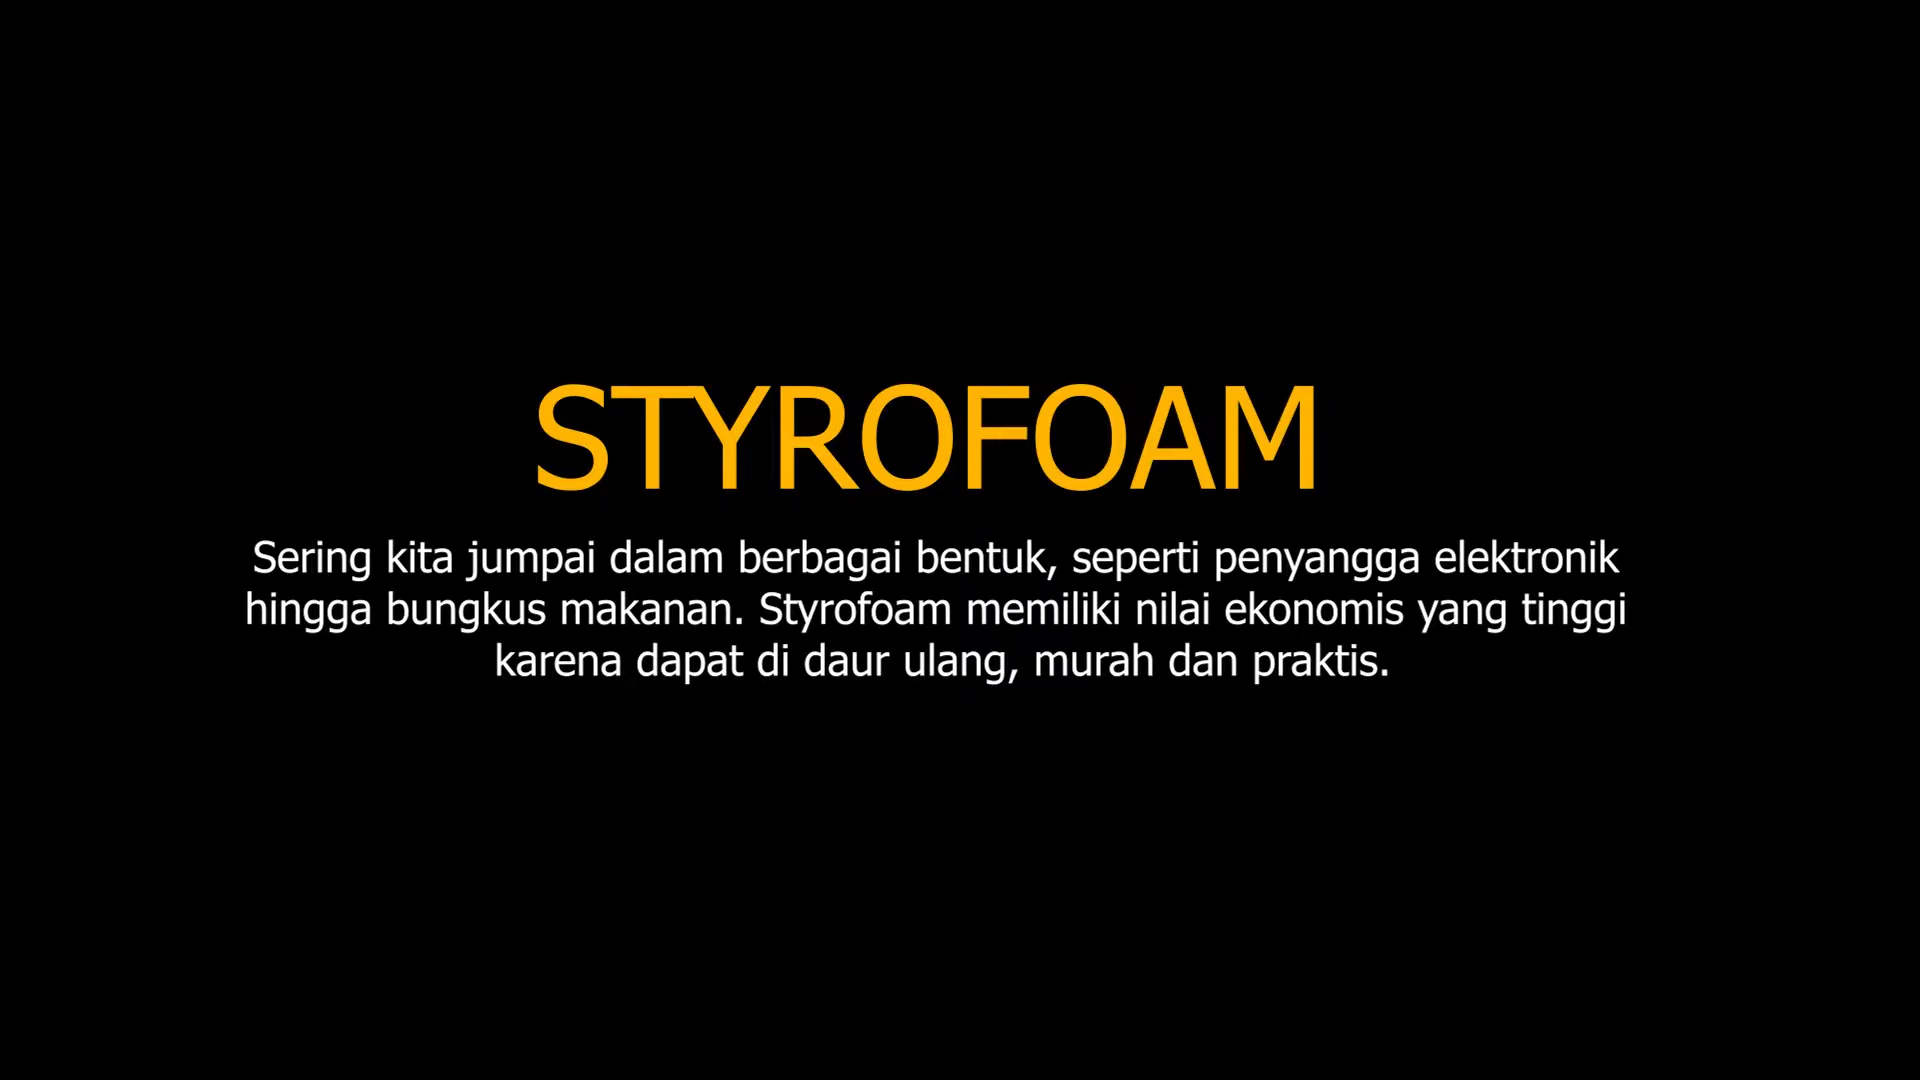 STYROFOAM
Sering kita jumpai dalam berbagai bentuk, seperti penyangga elektronik
hingga bungkus makanan. Styrofoam memiliki nilai ekonomis yang tinggi
karena dapat di daur ulang, murah dan praktis.